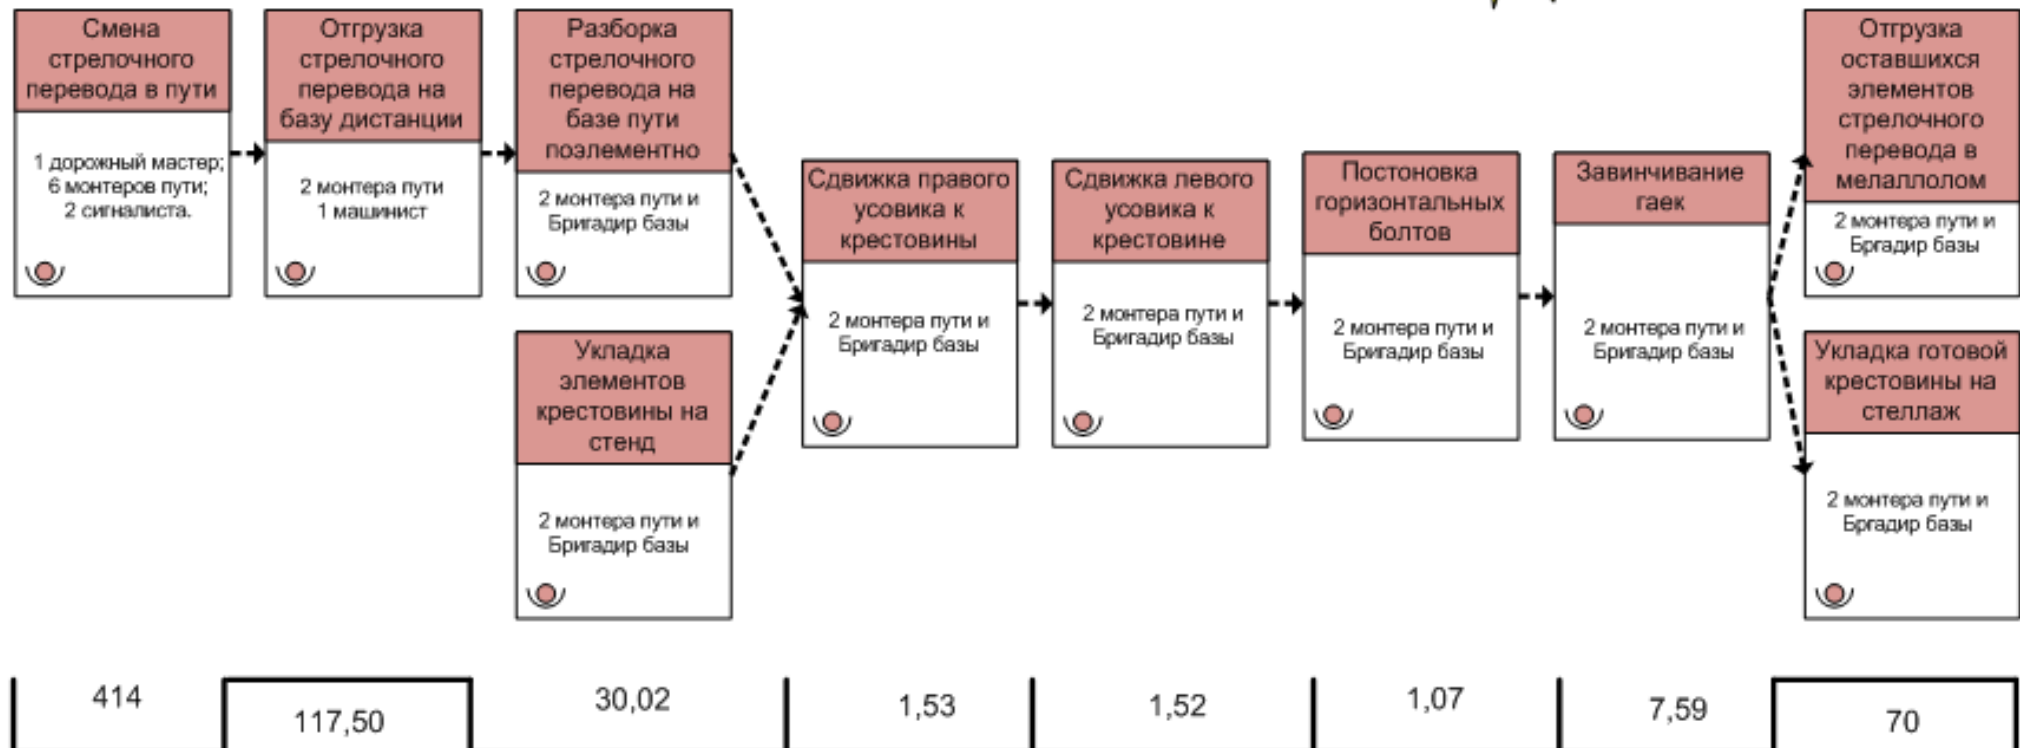 Смена
стрелочного
перевода в пути
1 дорожный мастер;
6 монтеров пути;
2 сигналиста.
Отгрузка
стрелочного
перевода на
базу дистанции
2 монтера пути
1 машинист
Разборка
стрелочного
перевода на
базе пути
поэлементно
2 монтера пути и
Бригадир базы
Укладка
элементов
крестовины на
стенд
2 монтера пути и
Бригадир базы
Сдвижка правого
усовика к
крестовины
2 монтера пути и
Бригадир базы
Сдвижка левого
усовика к
крестовине
2 монтера пути и
Бригадир базы
Постоновка
горизонтальных
болтов
2 монтера пути и
Бригадир базы
Завинчивание
гаек
2 монтера пути и
Бригадир базы
Отгрузка
оставшихся
элементов
стрелочного
перевода в
мелаллолом
2 монтера пути и
Бргадир базы
Укладка готовой
крестовины на
стеллаж
2 монтера пути и
Бргадир базы
414
117,50
30,02
1,53
1,52
1,07
7,59
70